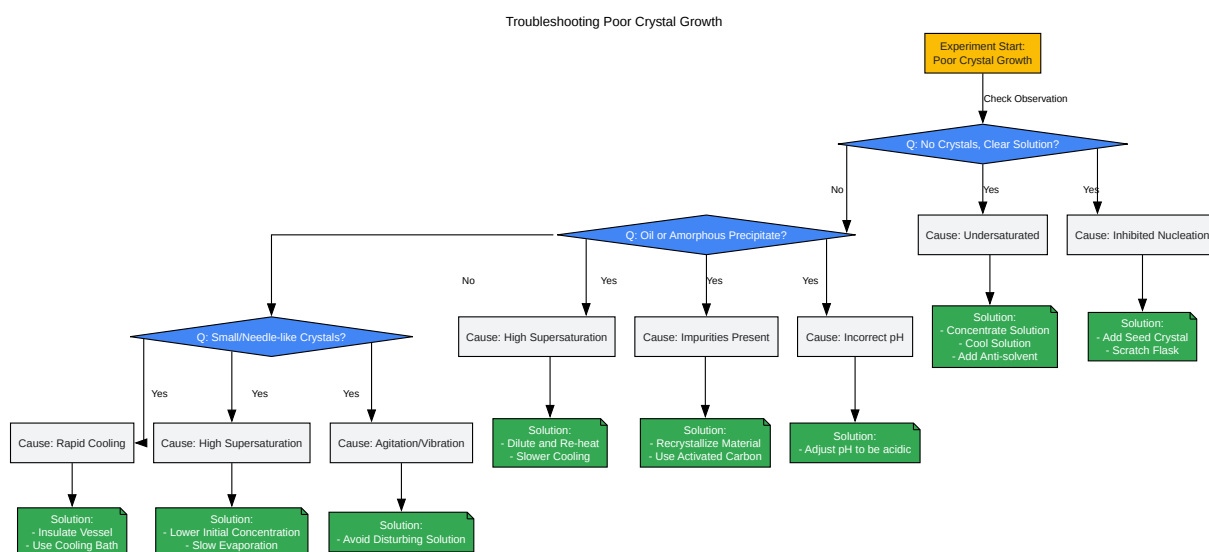 Troubleshooting Poor Crystal Growth
Experiment Start:
Poor Crystal Growth
Check Observation
Q: No Crystals, Clear Solution?
No
Yes
Yes
Q: Oil or Amorphous Precipitate?
Cause: Undersaturated
Cause: Inhibited Nucleation
No
Yes
Yes
Yes
Solution:
- Concentrate Solution
- Cool Solution
- Add Anti-solvent
Solution:
- Add Seed Crystal
- Scratch Flask
Q: Small/Needle-like Crystals?
Cause: High Supersaturation
Cause: Impurities Present
Cause: Incorrect pH
Yes
Yes
Yes
Solution:
- Dilute and Re-heat
- Slower Cooling
Solution:
- Recrystallize Material
- Use Activated Carbon
Solution:
- Adjust pH to be acidic
Cause: Rapid Cooling
Cause: High Supersaturation
Cause: Agitation/Vibration
Solution:
- Insulate Vessel
- Use Cooling Bath
Solution:
- Lower Initial Concentration
- Slow Evaporation
Solution:
- Avoid Disturbing Solution